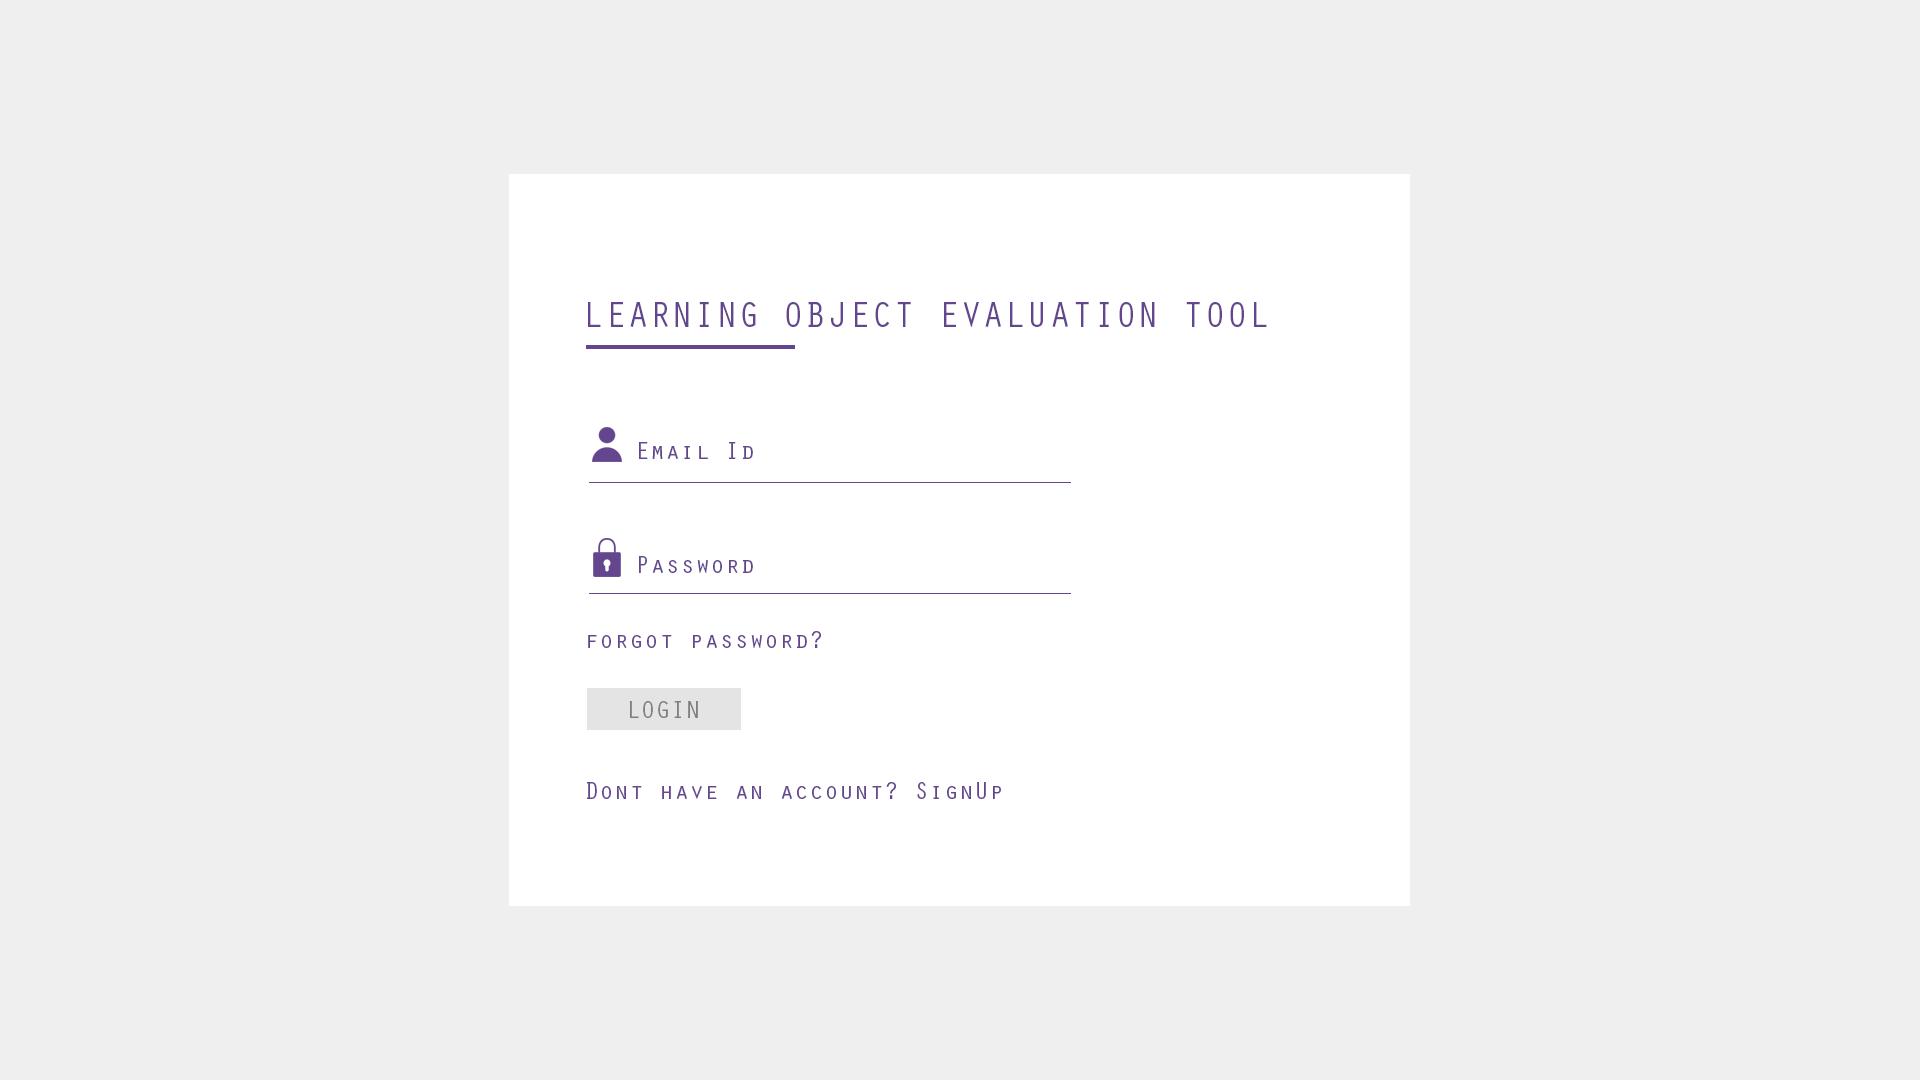 LEARNING OBJECT EVALUATION TOOL
Email Id
Password
forgot password?
LOGIN
Dont have an account? SignUp